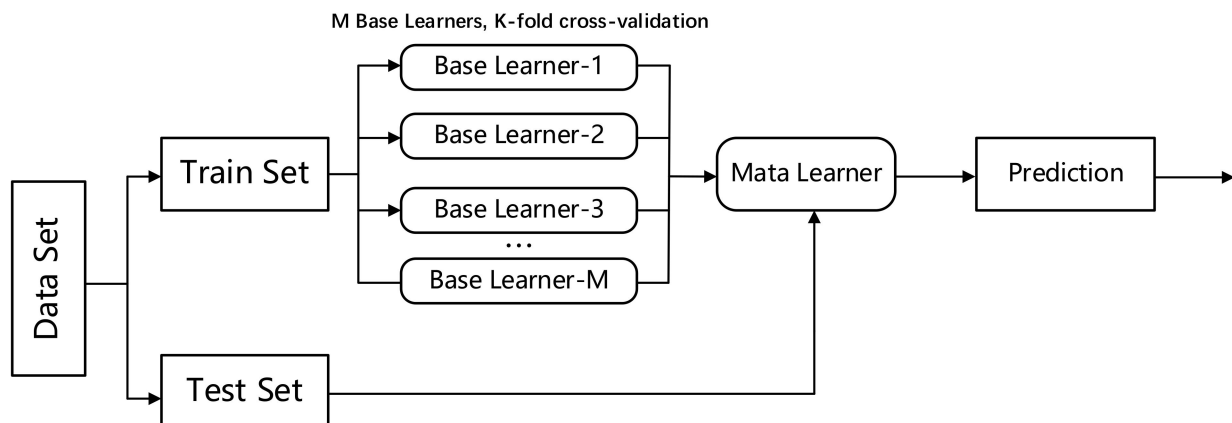 M Base Learners, K-fold cross-validation
Base Learner-1
Base Learner-2
Base Learner-3
...
Base Learner-M
Data Set
Train Set
Test Set
Mata Learner
Prediction